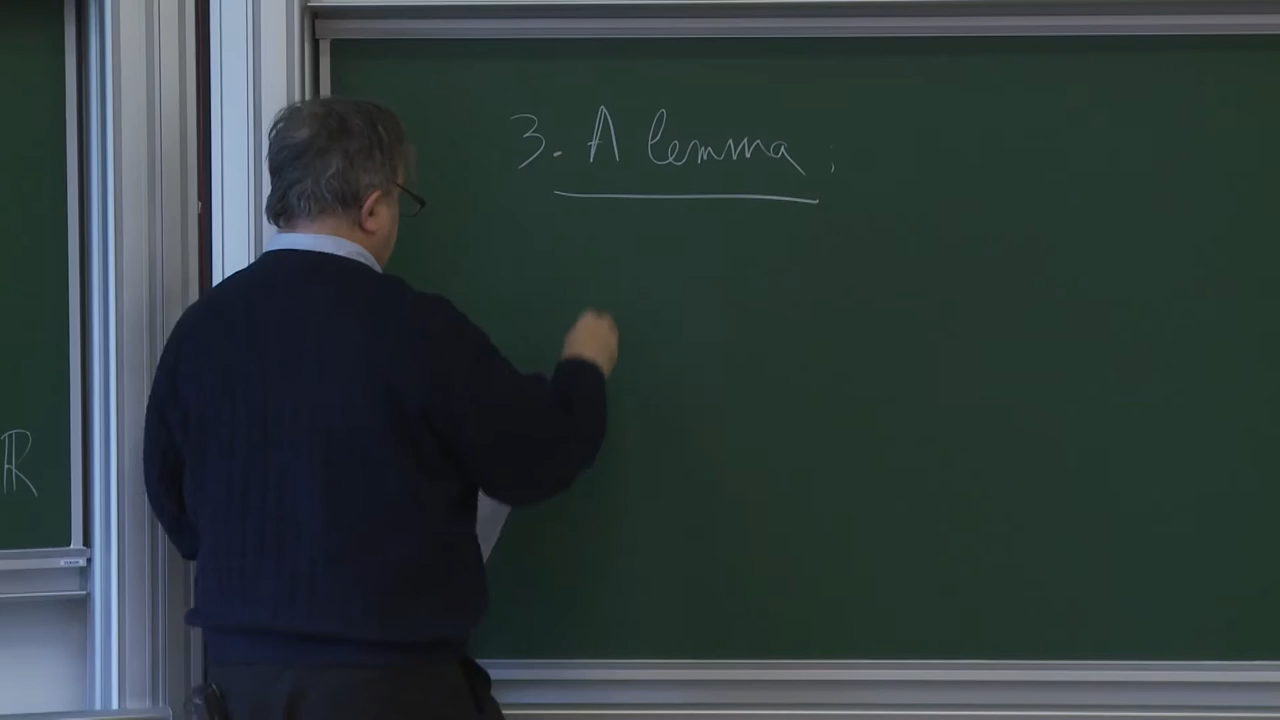 3. A lemma ;
ℝ